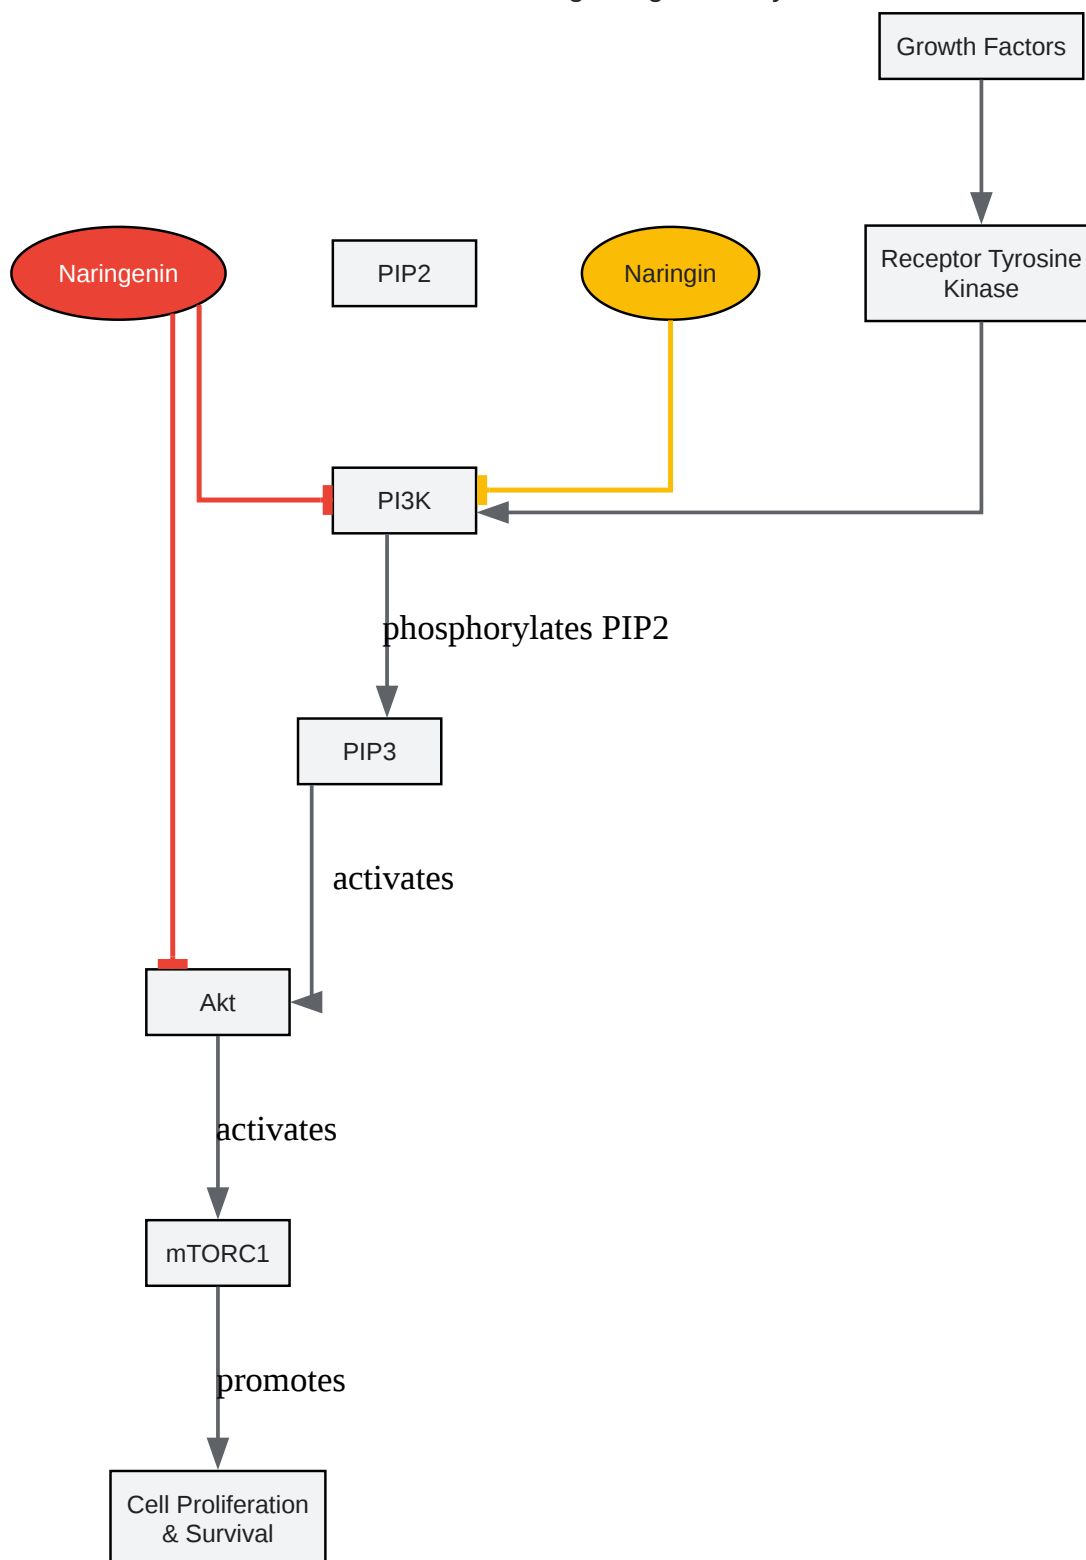 Growth Factors
Naringenin
PIP2
Naringin
Receptor Tyrosine
Kinase
PI3K
phosphorylates PIP2
PIP3
activates
Akt
activates
mTORC1
promotes
Cell Proliferation
& Survival